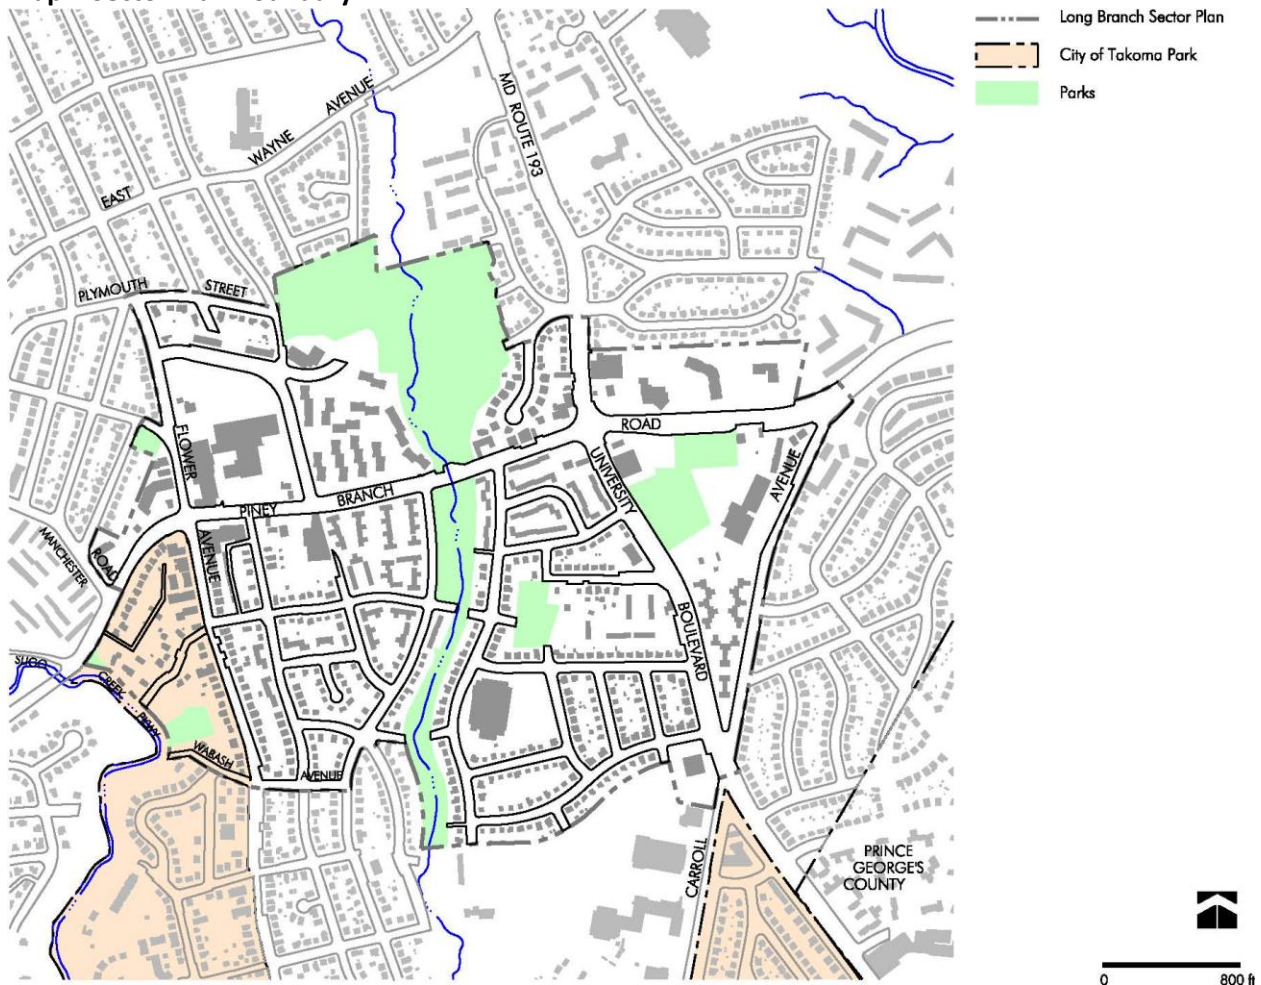 Long Branch Sector Plan
City of Takoma Park
Parks
MD ROUTE 193
AVENUE
WAYNE
EAST
PLYMOUTH
STREET
ROAD
FLOWER
UNIVERSITY
AVENUE
BRANCH
PINEY
MANCHESTER
ROAD
AVENUE
BOULEVARD
CREEK
PKWY
WABASH
AVENUE
CARROLL
PRINCE
GEORGE'S
COUNTY
0 800 ft